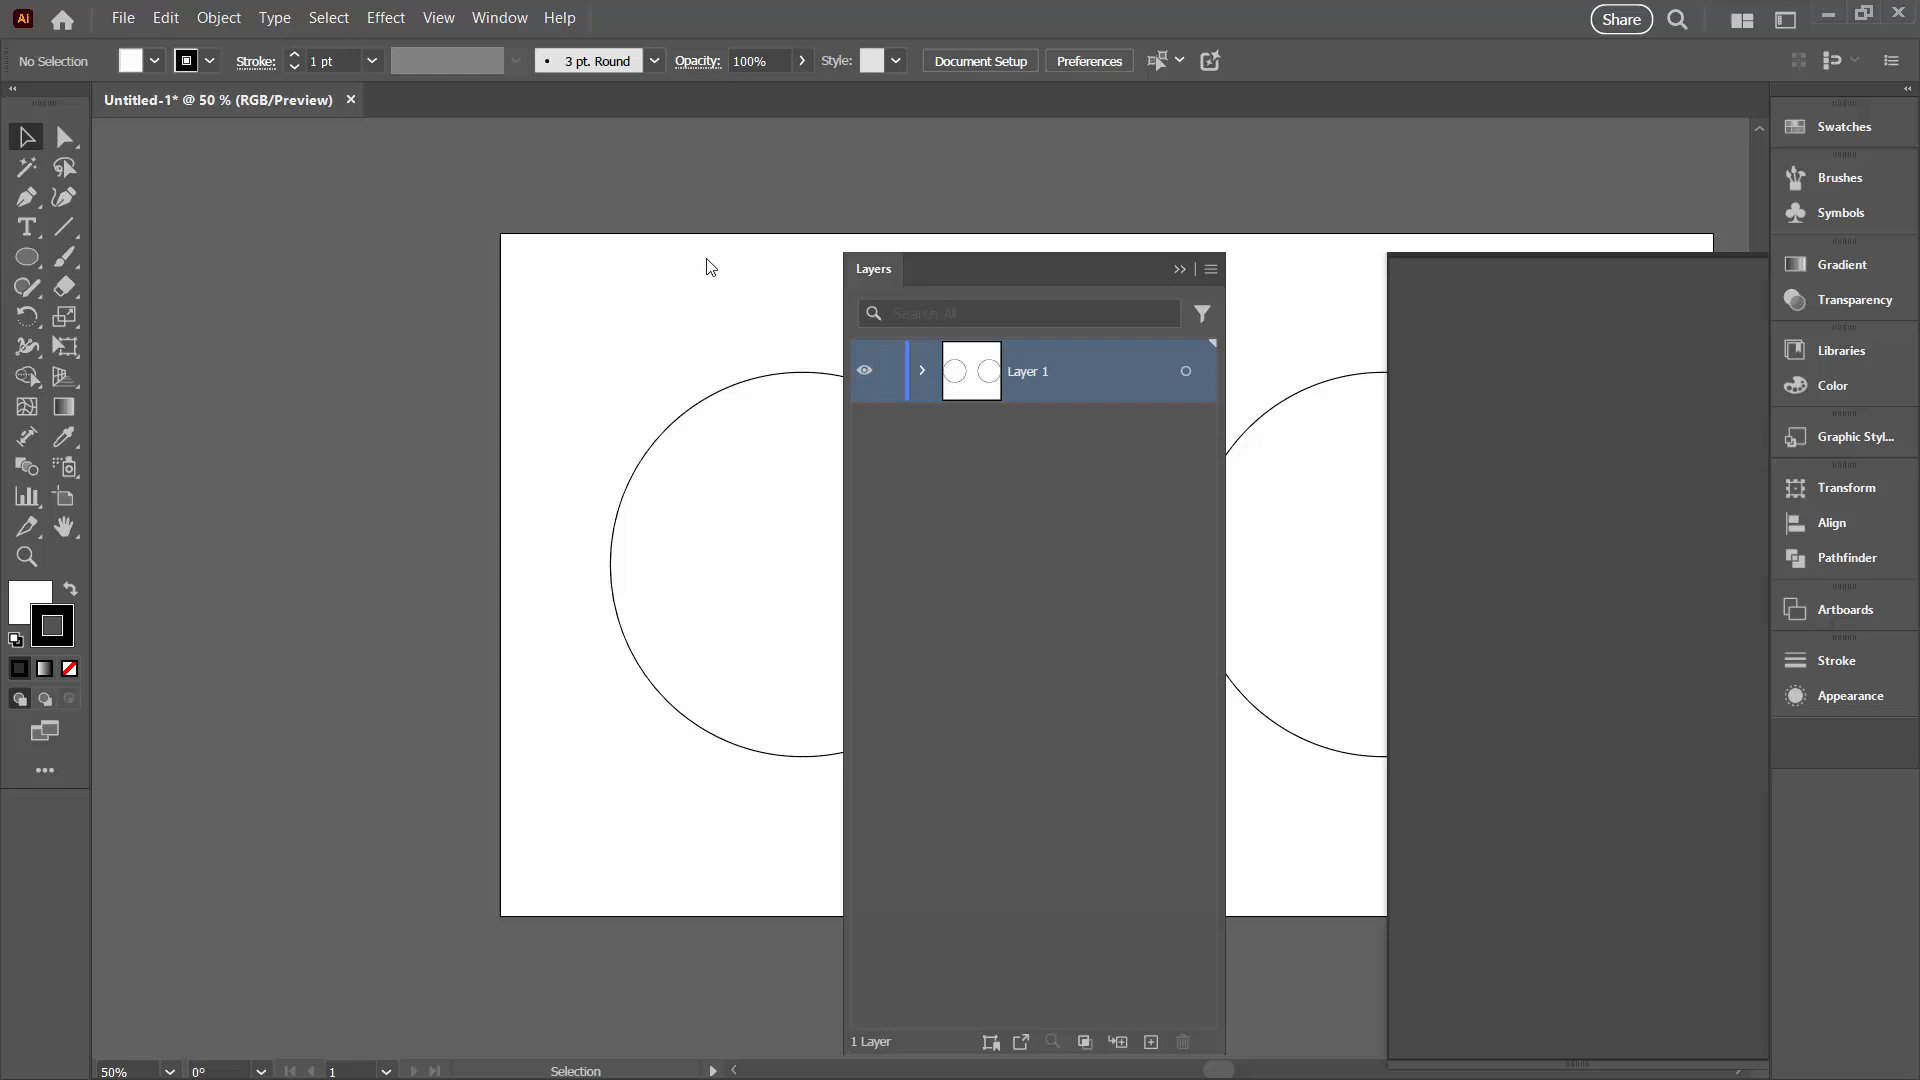 Ai File Edit Object Type Select Effect View Window Help Share
No Selection Stroke: 1 pt 3 pt. Round Opacity: 100% Style: Document Setup Preferences
Untitled-1* @ 50 % (RGB/Preview)
Layers
Search All
Layer 1
1 Layer
Swatches
Brushes
Symbols
Gradient
Transparency
Libraries
Color
Graphic Styl...
Transform
Align
Pathfinder
Artboards
Stroke
Appearance
50% 0° 1 Selection